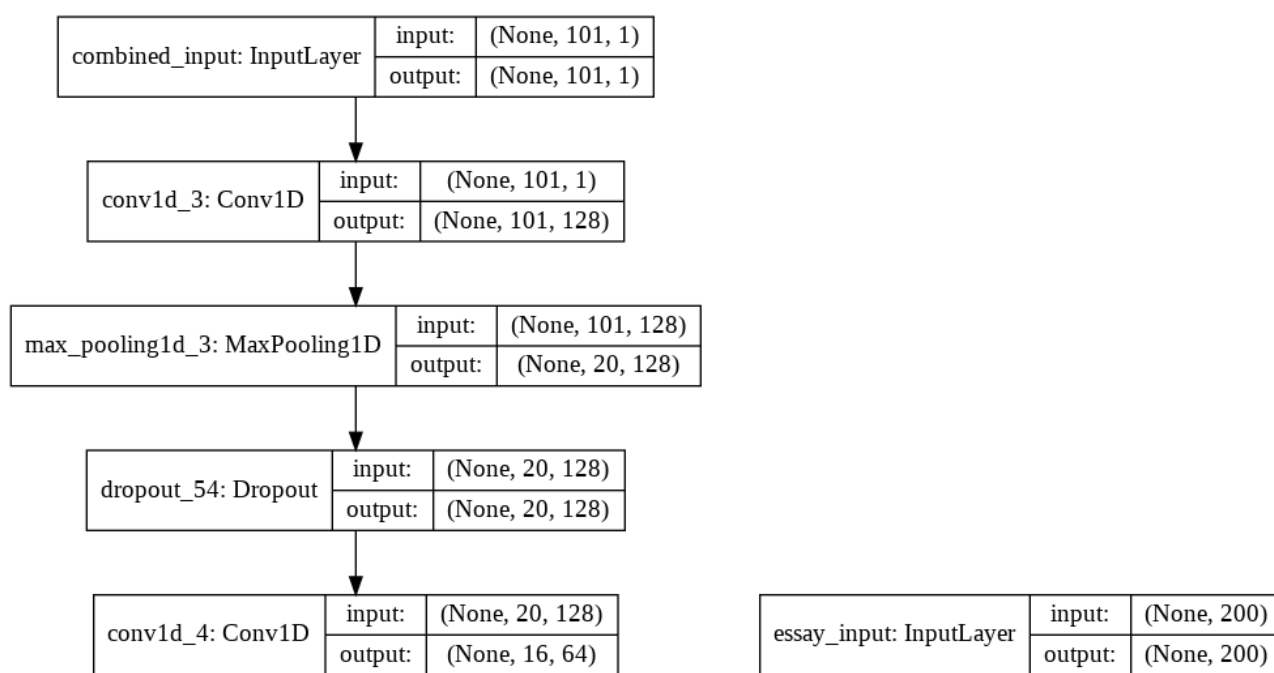 combined_input: InputLayer
input: (None, 101, 1)
output: (None, 101, 1)
conv1d_3: Conv1D
input: (None, 101, 1)
output: (None, 101, 128)
max_pooling1d_3: MaxPooling1D
input: (None, 101, 128)
output: (None, 20, 128)
dropout_54: Dropout
input: (None, 20, 128)
output: (None, 20, 128)
conv1d_4: Conv1D
input: (None, 20, 128)
output: (None, 16, 64)
essay_input: InputLayer
input: (None, 200)
output: (None, 200)